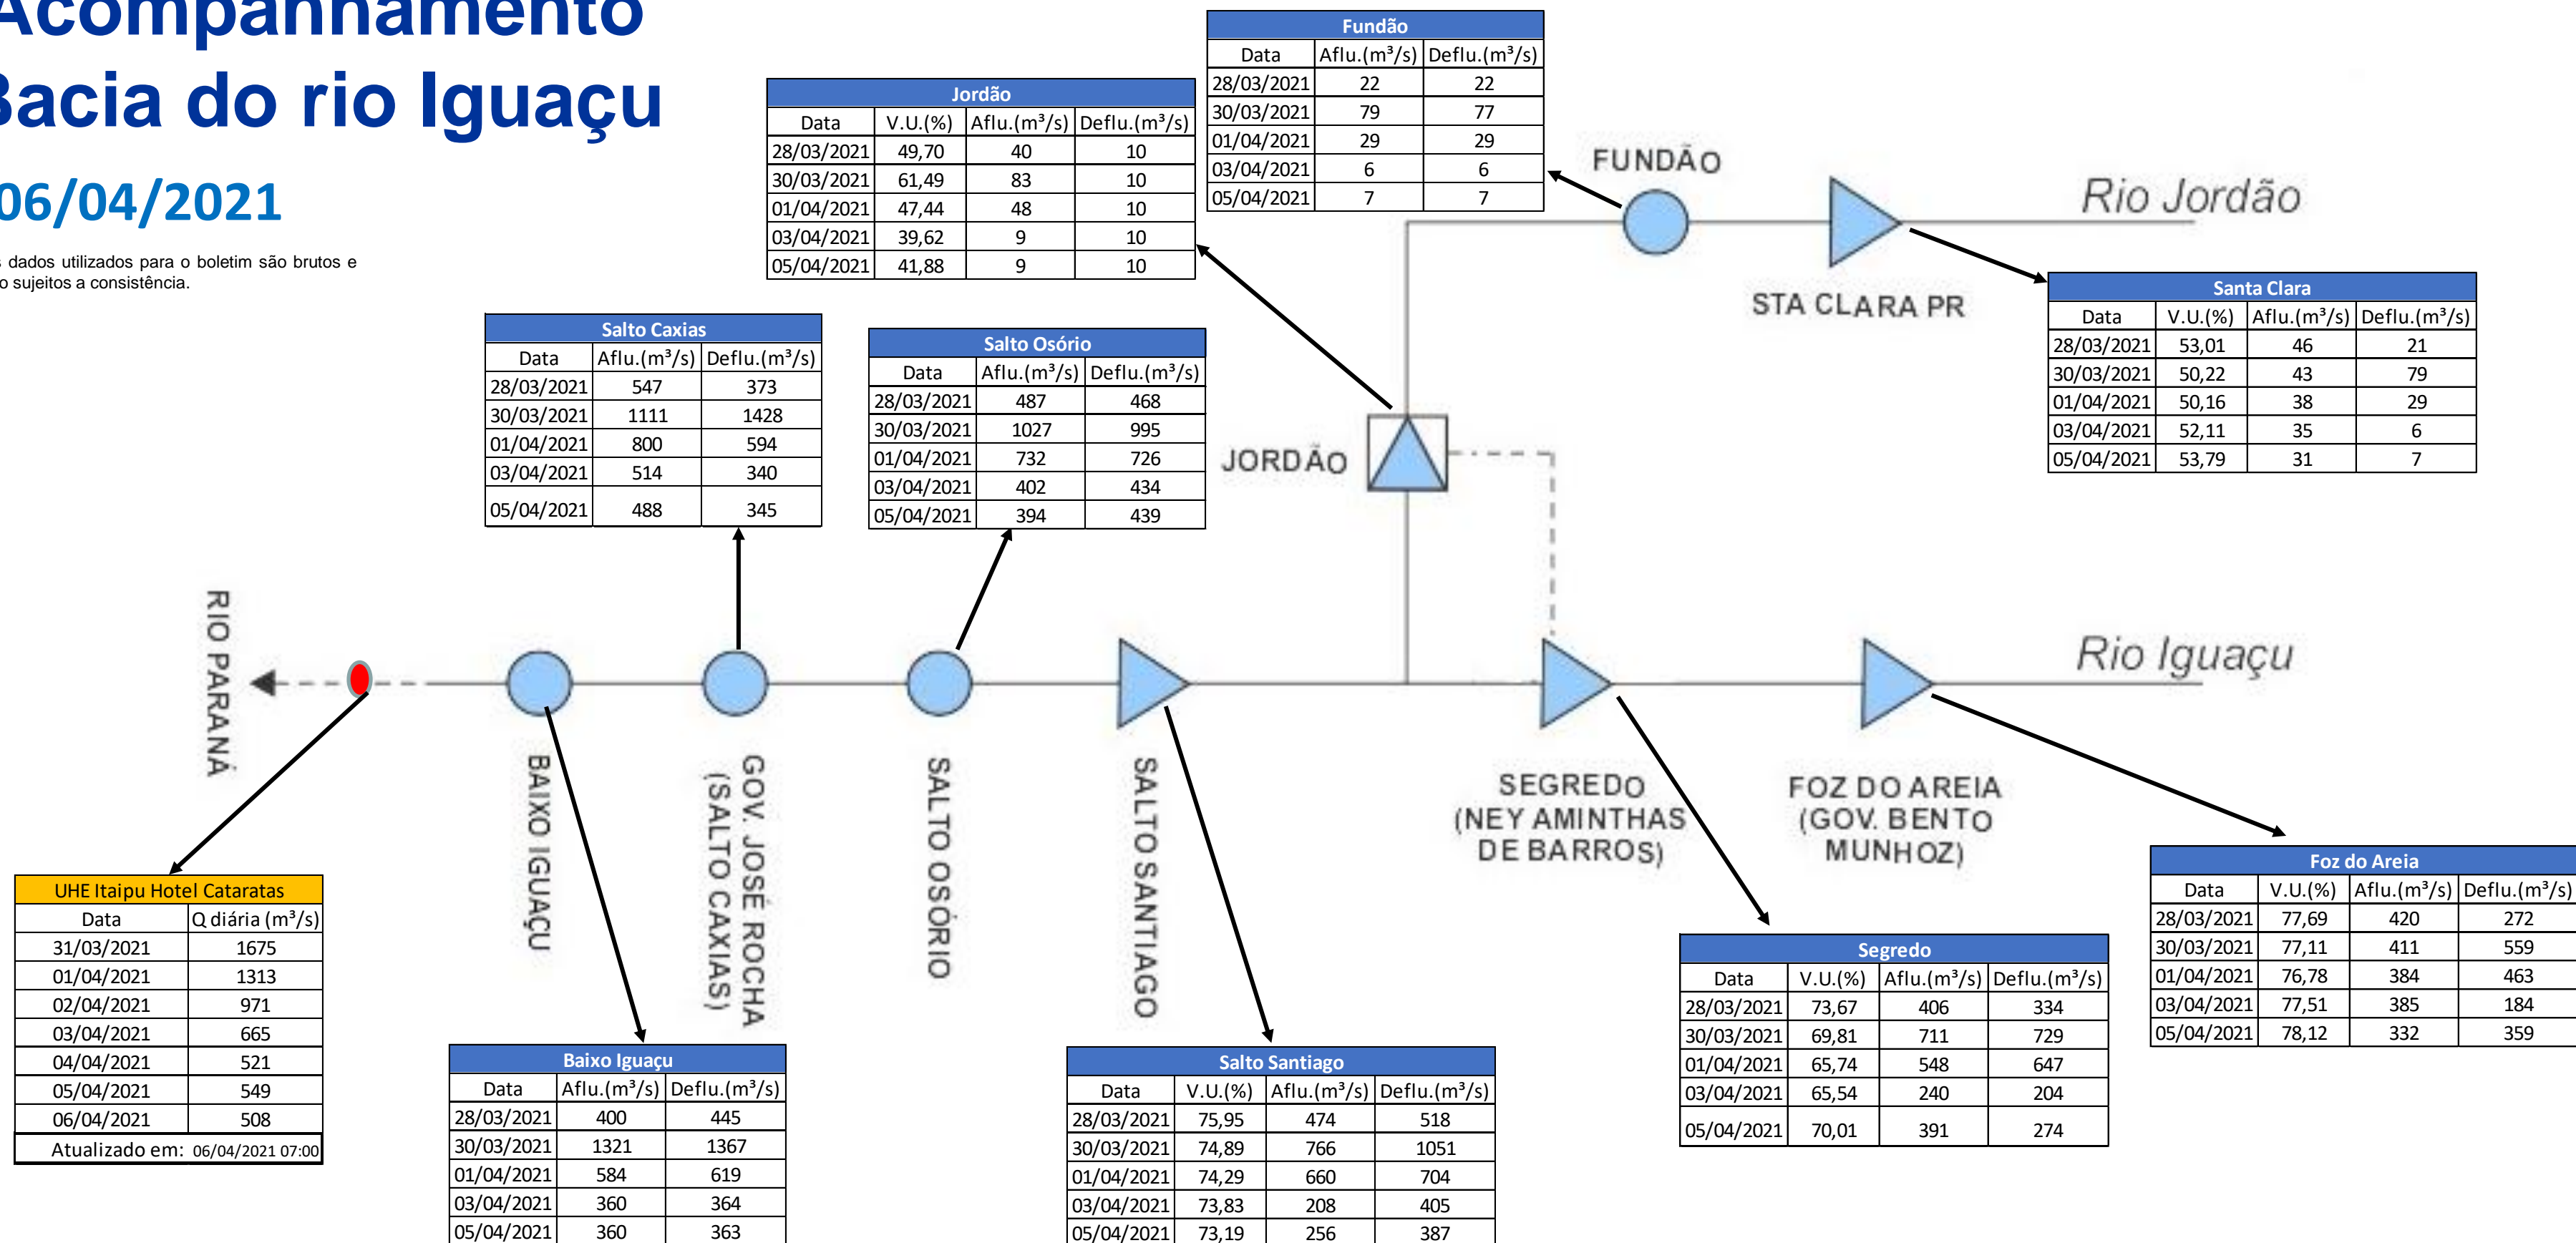 Acompanhamento
Bacia do rio Iguaçu
06/04/2021
s dados utilizados para o boletim são brutos e
o sujeitos a consistência.
Fundão
Data Aflu.(m³/s) Deflu.(m³/s)
28/03/2021 22 22
30/03/2021 79 77
01/04/2021 29 29
03/04/2021 6 6
05/04/2021 7 7
Jordão
Data V.U.(%) Aflu.(m³/s) Deflu.(m³/s)
28/03/2021 49,70 40 10
30/03/2021 61,49 83 10
01/04/2021 47,44 48 10
03/04/2021 39,62 9 10
05/04/2021 41,88 9 10
FUNDÃO
Rio Jordão
STA CLARA PR
Santa Clara
Data V.U.(%) Aflu.(m³/s) Deflu.(m³/s)
28/03/2021 53,01 46 21
30/03/2021 50,22 43 79
01/04/2021 50,16 38 29
03/04/2021 52,11 35 6
05/04/2021 53,79 31 7
Salto Caxias
Data Aflu.(m³/s) Deflu.(m³/s)
28/03/2021 547 373
30/03/2021 1111 1428
01/04/2021 800 594
03/04/2021 514 340
05/04/2021 488 345
Salto Osório
Data Aflu.(m³/s) Deflu.(m³/s)
28/03/2021 487 468
30/03/2021 1027 995
01/04/2021 732 726
03/04/2021 402 434
05/04/2021 394 439
JORDÃO
RIO PARANÁ
Rio Iguaçu
BAIXO IGUAÇU
GOV. JOSÉ ROCHA
(SALTO CAXIAS)
SALTO OSÓRIO
SALTO SANTIAGO
SEGREDO
(NEY AMINTHAS
DE BARROS)
FOZ DO AREIA
(GOV. BENTO
MUNHOZ)
UHE Itaipu Hotel Cataratas
Data Q diária (m³/s)
31/03/2021 1675
01/04/2021 1313
02/04/2021 971
03/04/2021 665
04/04/2021 521
05/04/2021 549
06/04/2021 508
Atualizado em: 06/04/2021 07:00
Baixo Iguaçu
Data Aflu.(m³/s) Deflu.(m³/s)
28/03/2021 400 445
30/03/2021 1321 1367
01/04/2021 584 619
03/04/2021 360 364
05/04/2021 360 363
Salto Santiago
Data V.U.(%) Aflu.(m³/s) Deflu.(m³/s)
28/03/2021 75,95 474 518
30/03/2021 74,89 766 1051
01/04/2021 74,29 660 704
03/04/2021 73,83 208 405
05/04/2021 73,19 256 387
Segredo
Data V.U.(%) Aflu.(m³/s) Deflu.(m³/s)
28/03/2021 73,67 406 334
30/03/2021 69,81 711 729
01/04/2021 65,74 548 647
03/04/2021 65,54 240 204
05/04/2021 70,01 391 274
Foz do Areia
Data V.U.(%) Aflu.(m³/s) Deflu.(m³/s)
28/03/2021 77,69 420 272
30/03/2021 77,11 411 559
01/04/2021 76,78 384 463
03/04/2021 77,51 385 184
05/04/2021 78,12 332 359